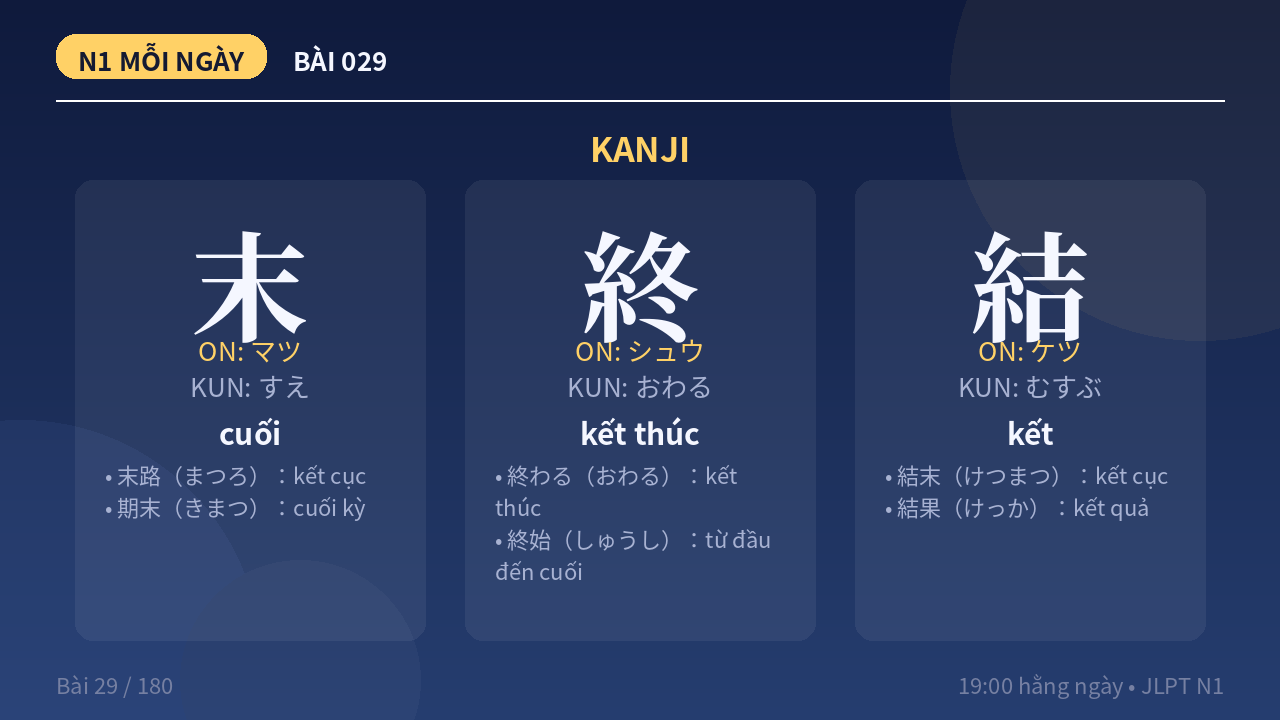 N1 MỖI NGÀY BÀI 029
KANJI
末
ON: マツ
KUN: すえ
cuối
• 末路（まつろ）：kết cục
• 期末（きまつ）：cuối kỳ
終
ON: シュウ
KUN: おわる
kết thúc
• 終わる（おわる）：kết
thúc
• 終始（しゅうし）：từ đầu
đến cuối
結
ON: ケツ
KUN: むすぶ
kết
• 結末（けつまつ）：kết cục
• 結果（けっか）：kết quả
Bài 29 / 180
19:00 hằng ngày • JLPT N1